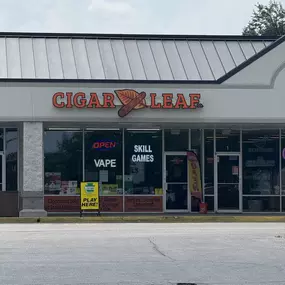 CIGAR LEAF
OPEN
VAPE
SKILL
GAMES
PLAY
HERE!